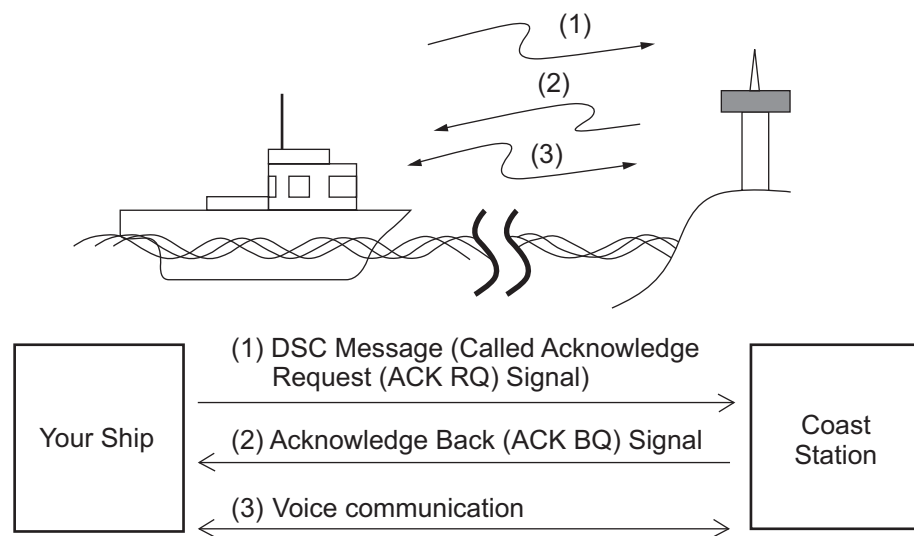 (1)
(2)
(3)
(1) DSC Message (Called Acknowledge
Request (ACK RQ) Signal)
Your Ship
(2) Acknowledge Back (ACK BQ) Signal
Coast
Station
(3) Voice communication